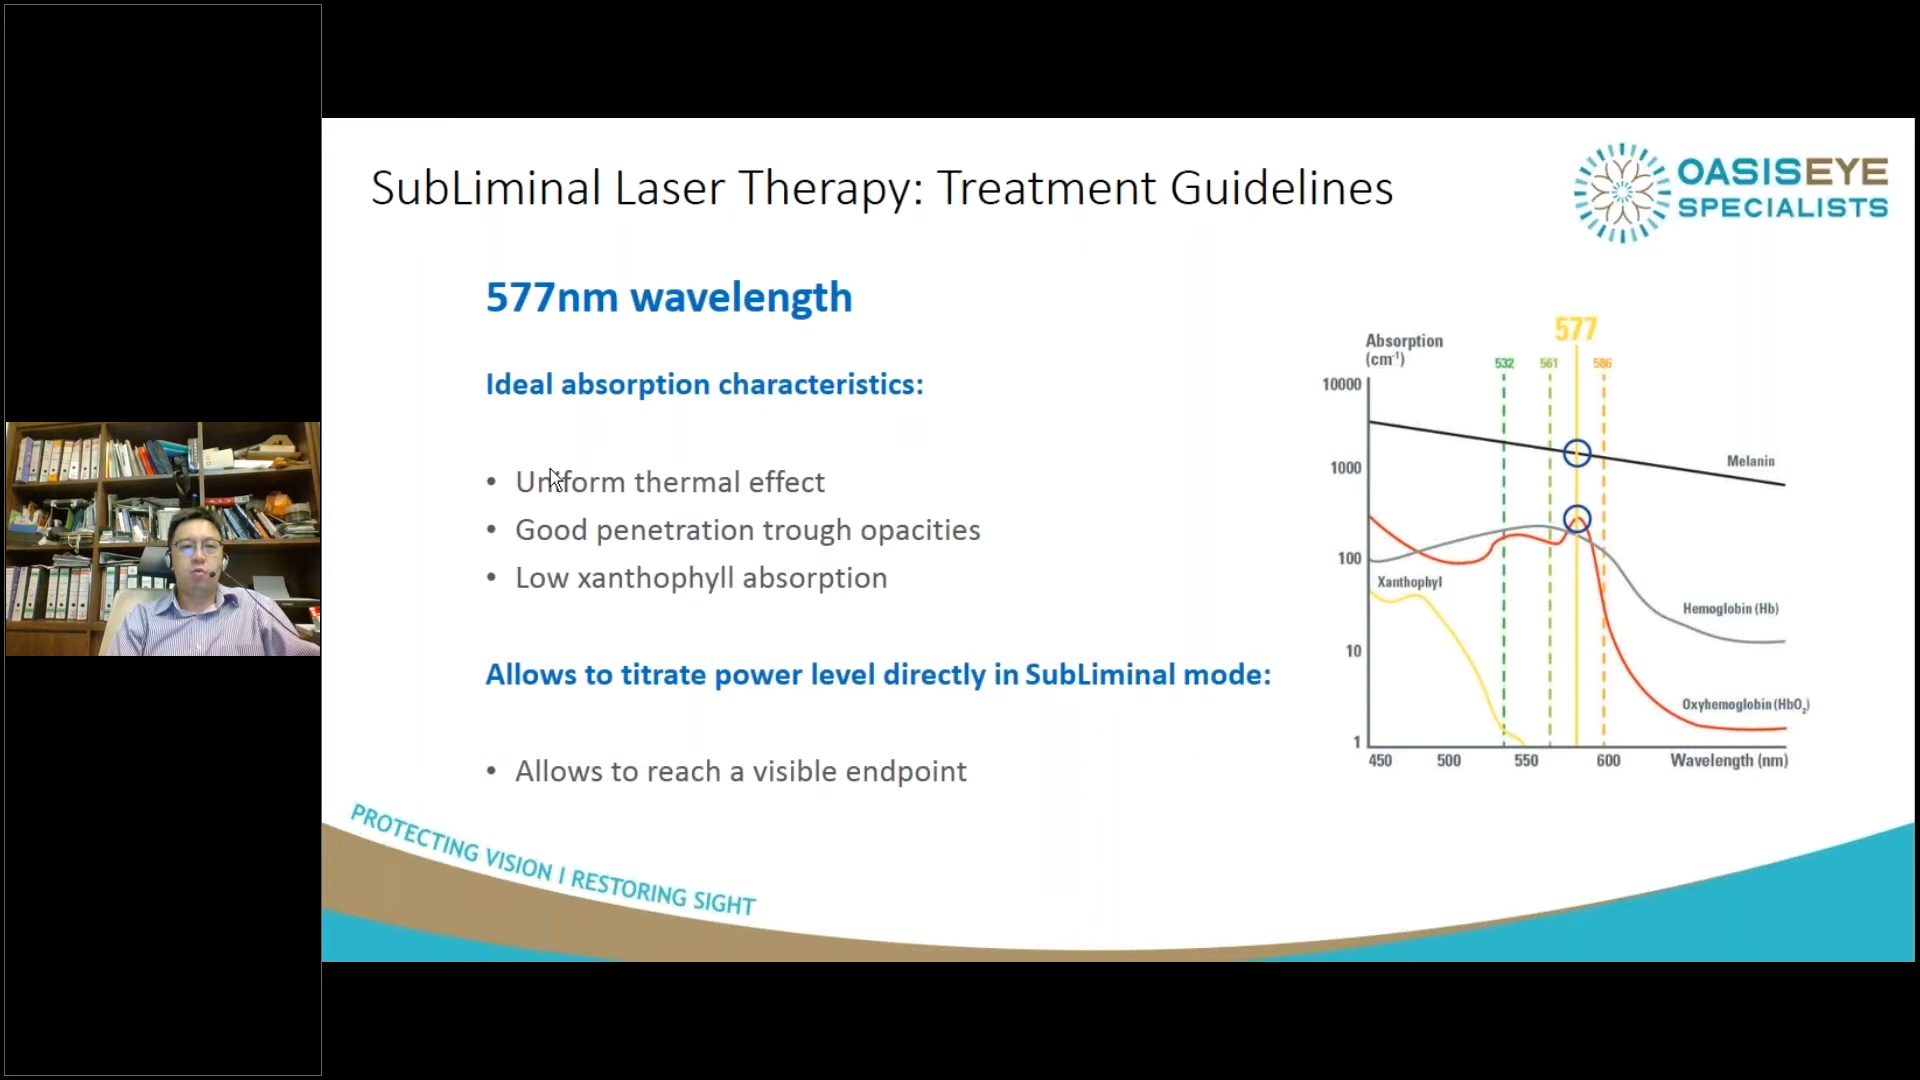 SubLiminal Laser Therapy: Treatment Guidelines
OASISEYE
SPECIALISTS
577nm wavelength
Ideal absorption characteristics:
• Uniform thermal effect
• Good penetration trough opacities
• Low xanthophyll absorption
Allows to titrate power level directly in SubLiminal mode:
• Allows to reach a visible endpoint
577
Absorption
(cm⁻¹)
532 561 586
10000
1000
100
10
1
Melanin
Xanthophyl
Hemoglobin (Hb)
Oxyhemoglobin (HbO₂)
450 500 550 600 Wavelength (nm)
PROTECTING VISION I RESTORING SIGHT